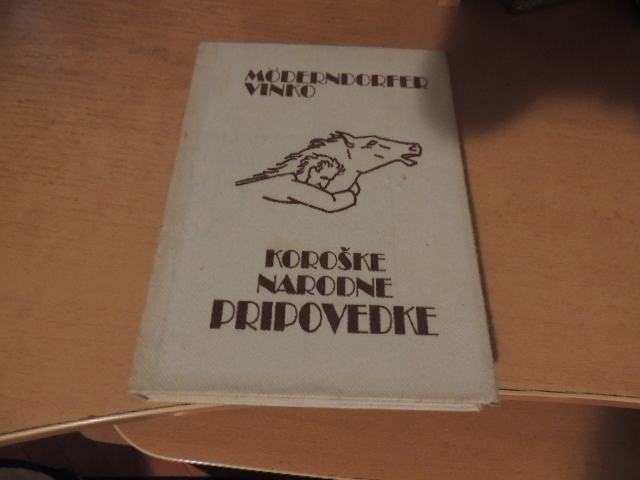 MÖDERNDORFER
VINKO
KOROŠKE
NARODNE
PRIPOVEDKE